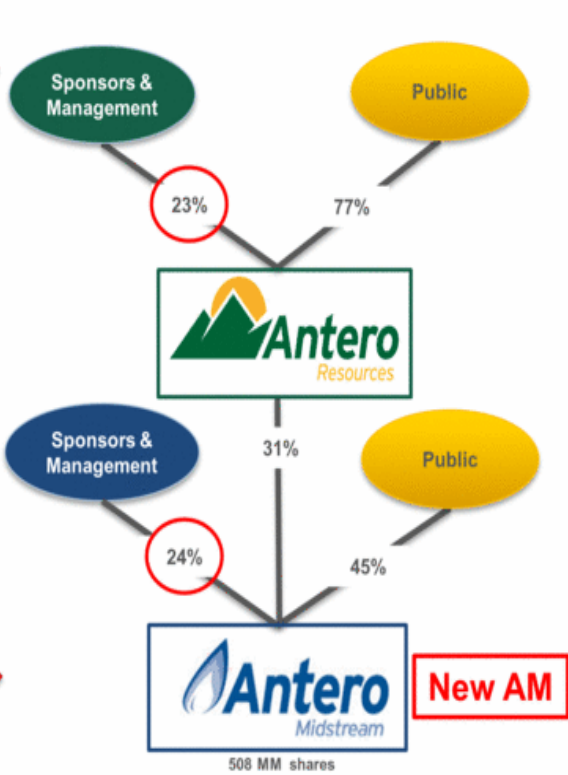 Sponsors &
Management
Public
23%
77%
Antero
Resources
Sponsors &
Management
31%
Public
24%
45%
Antero
Midstream
New AM
508 MM shares